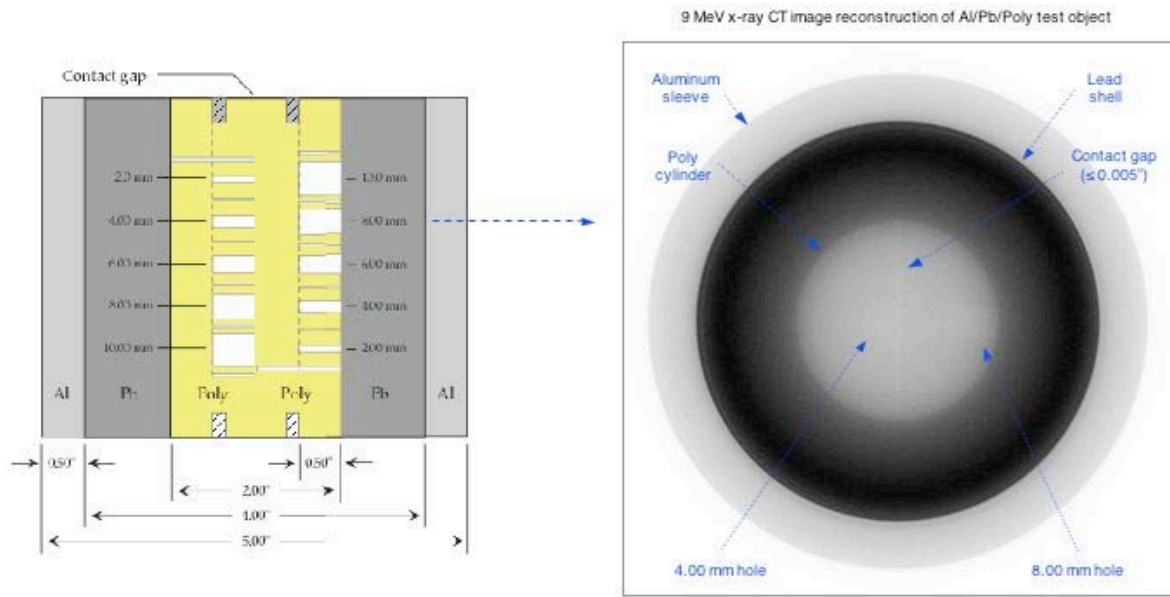 9 MeV x-ray CT image reconstruction of Al/Pb/Poly test object
Contact gap
2.0 mm
4.00 mm
6.00 mm
8.00 mm
10.00 mm
10.0 mm
8.00 mm
6.00 mm
4.00 mm
2.00 mm
Al
Pb
Poly
Poly
Pb
Al
0.50"
0.50"
2.00"
4.00"
5.00"
Aluminum
sleeve
Lead
shell
Poly
cylinder
Contact gap
(≤0.005")
4.00 mm hole
8.00 mm hole